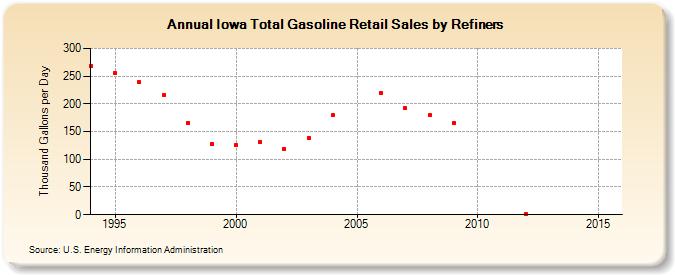 Annual Iowa Total Gasoline Retail Sales by Refiners
Thousand Gallons per Day
300
250
200
150
100
50
0
1995 2000 2005 2010 2015
Source: U.S. Energy Information Administration